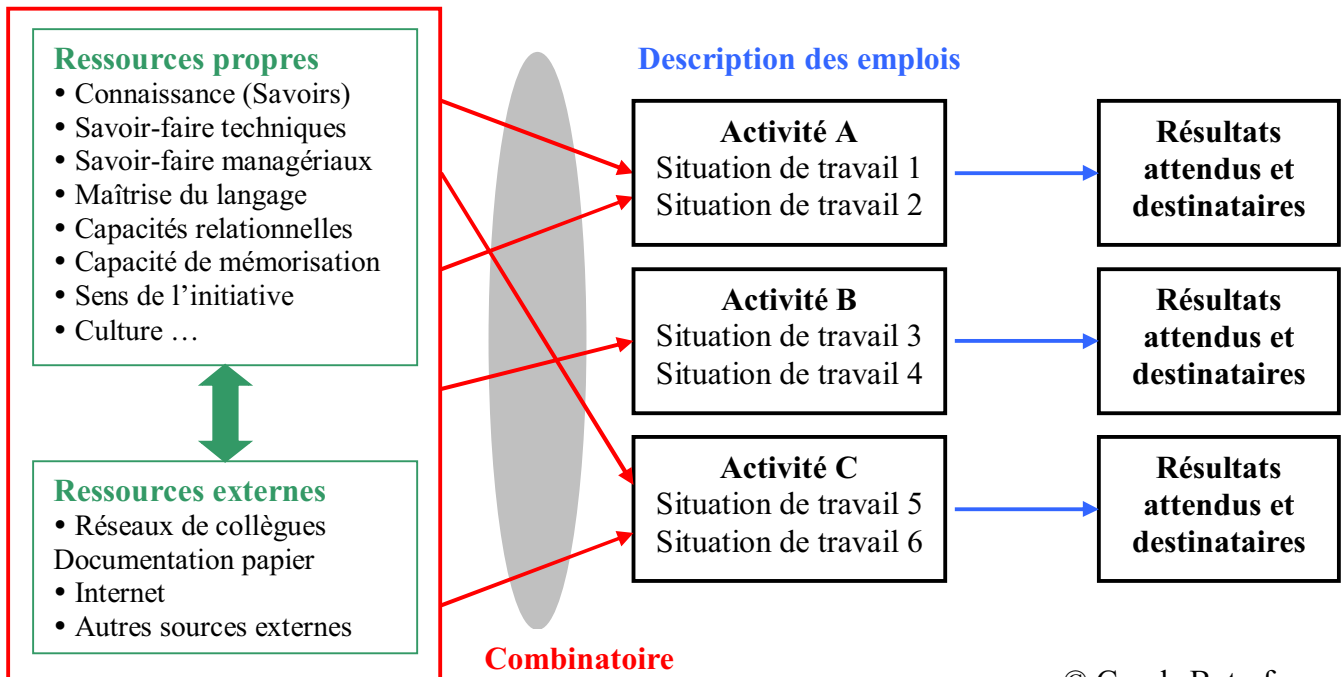 Ressources propres
• Connaissance (Savoirs)
• Savoir-faire techniques
• Savoir-faire managériaux
• Maîtrise du langage
• Capacités relationnelles
• Capacité de mémorisation
• Sens de l'initiative
• Culture …
Ressources externes
• Réseaux de collègues
Documentation papier
• Internet
• Autres sources externes
Combinatoire
Description des emplois
Activité A
Situation de travail 1
Situation de travail 2
Résultats
attendus et
destinataires
Activité B
Situation de travail 3
Situation de travail 4
Résultats
attendus et
destinataires
Activité C
Situation de travail 5
Situation de travail 6
Résultats
attendus et
destinataires